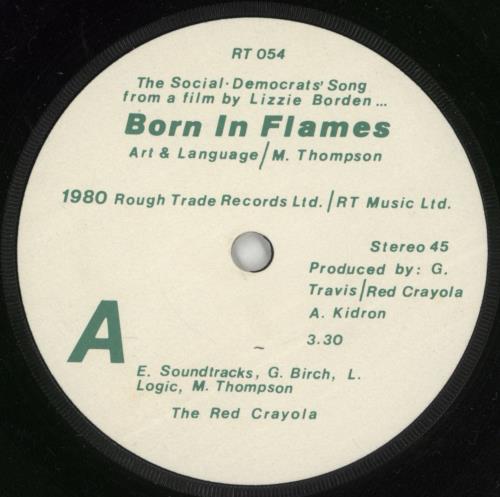 RT 054
The Social·Democrats' Song
from a film by Lizzie Borden ...
Born In Flames
Art & Language/M. Thompson
1980 Rough Trade Records Ltd./RT Music Ltd.
Stereo 45
Produced by: G.
Travis/Red Crayola
A. Kidron
3.30
A
E. Soundtracks, G. Birch, L.
Logic, M. Thompson
The Red Crayola